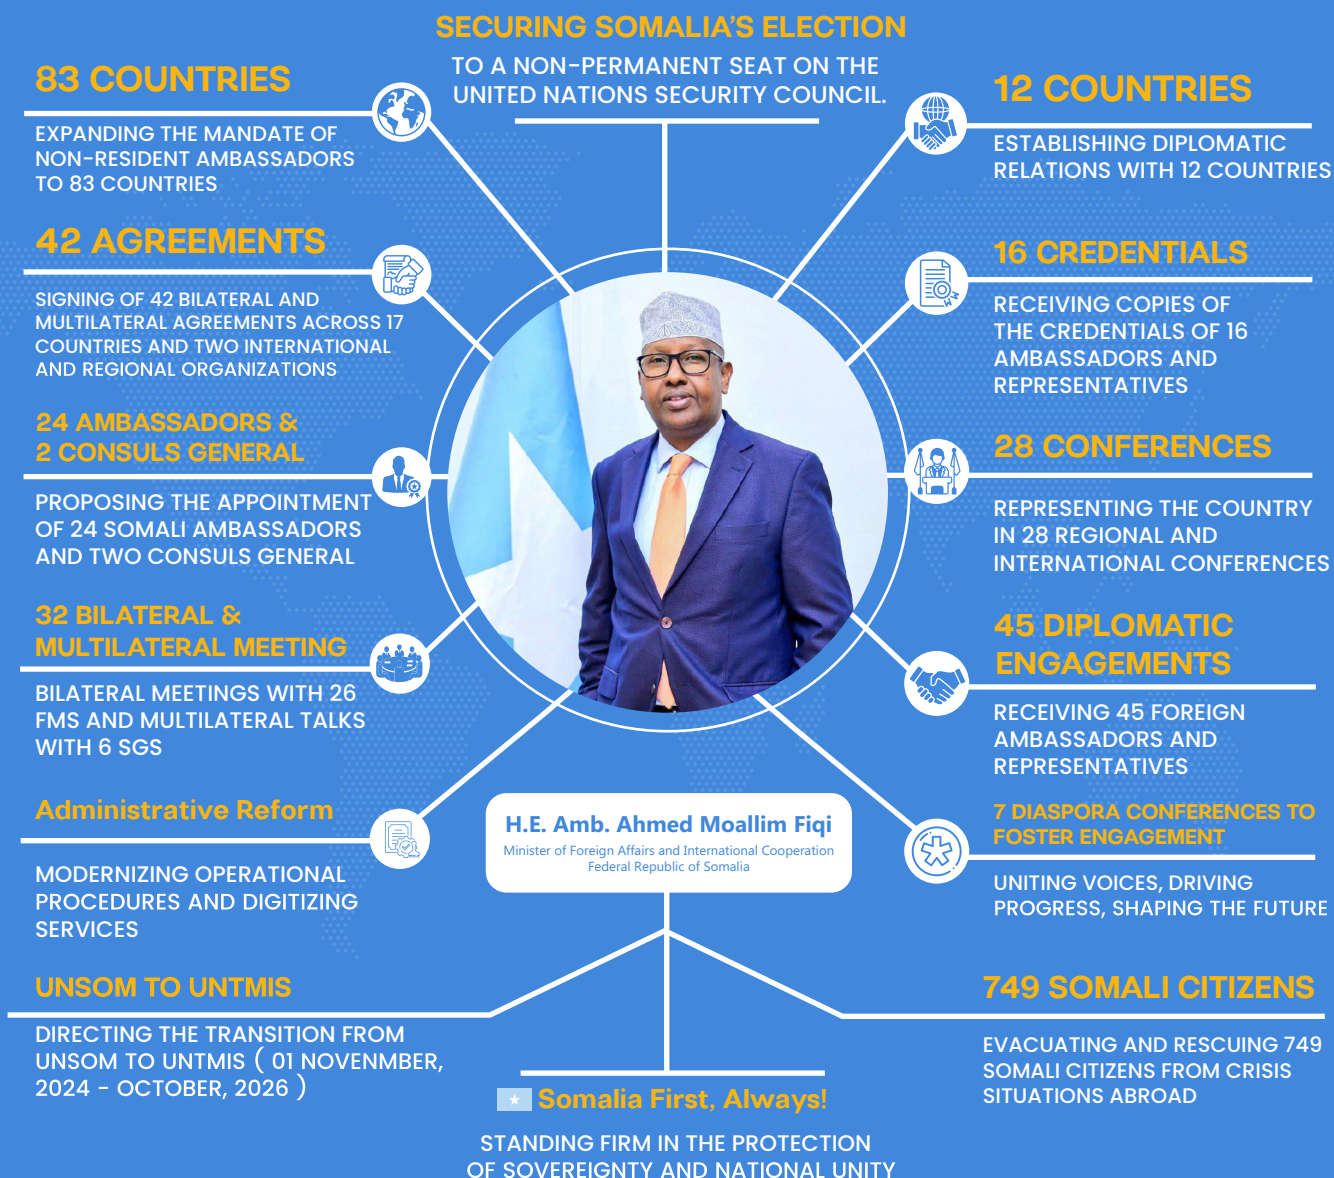 SECURING SOMALIA'S ELECTION
TO A NON-PERMANENT SEAT ON THE
UNITED NATIONS SECURITY COUNCIL.
83 COUNTRIES
EXPANDING THE MANDATE OF
NON-RESIDENT AMBASSADORS
TO 83 COUNTRIES
42 AGREEMENTS
SIGNING OF 42 BILATERAL AND
MULTILATERAL AGREEMENTS ACROSS 17
COUNTRIES AND TWO INTERNATIONAL
AND REGIONAL ORGANIZATIONS
24 AMBASSADORS &
2 CONSULS GENERAL
PROPOSING THE APPOINTMENT
OF 24 SOMALI AMBASSADORS
AND TWO CONSULS GENERAL
32 BILATERAL &
MULTILATERAL MEETING
BILATERAL MEETINGS WITH 26
FMS AND MULTILATERAL TALKS
WITH 6 SGS
Administrative Reform
MODERNIZING OPERATIONAL
PROCEDURES AND DIGITIZING
SERVICES
UNSOM TO UNTMIS
DIRECTING THE TRANSITION FROM
UNSOM TO UNTMIS ( 01 NOVENMBER,
2024 - OCTOBER, 2026 )
12 COUNTRIES
ESTABLISHING DIPLOMATIC
RELATIONS WITH 12 COUNTRIES
16 CREDENTIALS
RECEIVING COPIES OF
THE CREDENTIALS OF 16
AMBASSADORS AND
REPRESENTATIVES
28 CONFERENCES
REPRESENTING THE COUNTRY
IN 28 REGIONAL AND
INTERNATIONAL CONFERENCES
45 DIPLOMATIC
ENGAGEMENTS
RECEIVING 45 FOREIGN
AMBASSADORS AND
REPRESENTATIVES
7 DIASPORA CONFERENCES TO
FOSTER ENGAGEMENT
UNITING VOICES, DRIVING
PROGRESS, SHAPING THE FUTURE
749 SOMALI CITIZENS
EVACUATING AND RESCUING 749
SOMALI CITIZENS FROM CRISIS
SITUATIONS ABROAD
H.E. Amb. Ahmed Moallim Fiqi
Minister of Foreign Affairs and International Cooperation
Federal Republic of Somalia
Somalia First, Always!
STANDING FIRM IN THE PROTECTION
OF SOVEREIGNTY AND NATIONAL UNITY